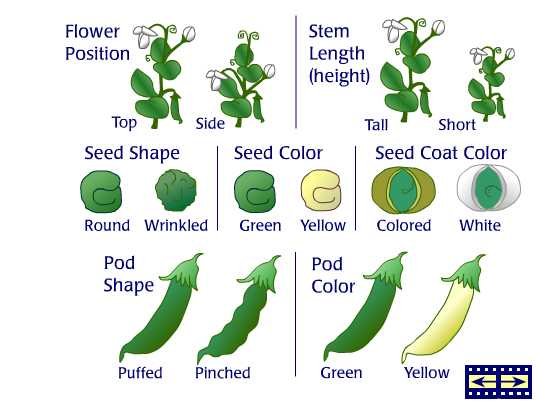 Flower
Position
Top
Side
Stem
Length
(height)
Tall
Short
Seed Shape
Round
Wrinkled
Seed Color
Green
Yellow
Seed Coat Color
Colored
White
Pod
Shape
Puffed
Pinched
Pod
Color
Green
Yellow